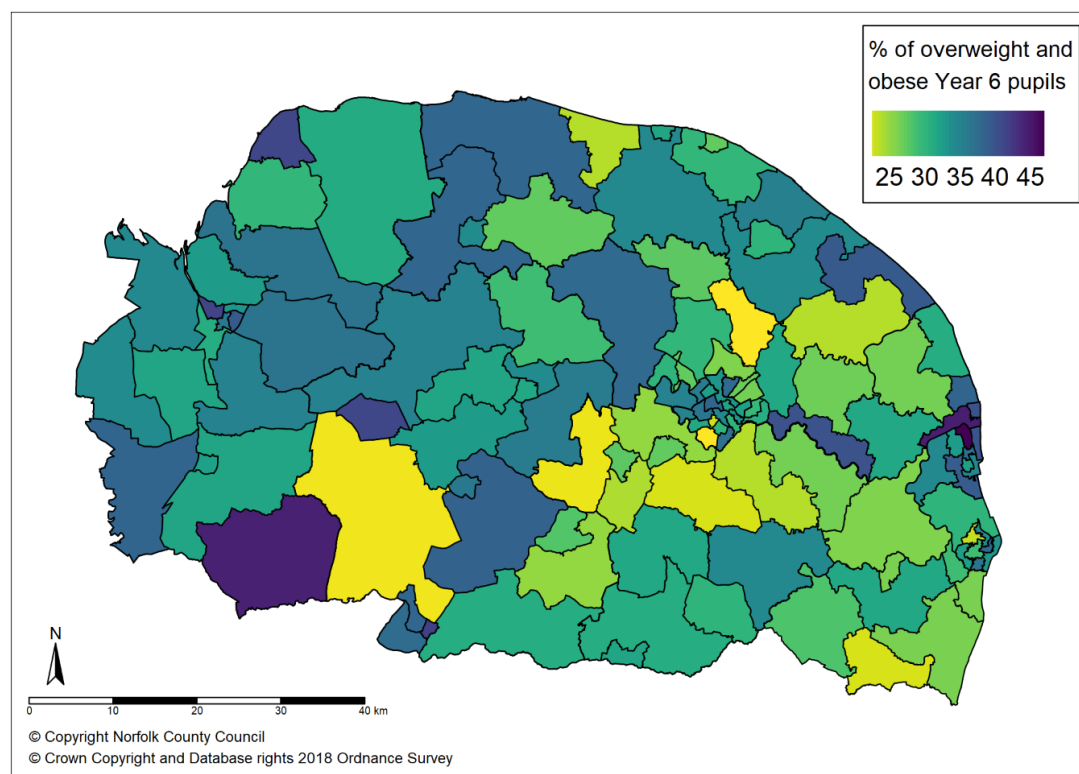 % of overweight and
obese Year 6 pupils
25 30 35 40 45
N
0 10 20 30 40 km
© Copyright Norfolk County Council
© Crown Copyright and Database rights 2018 Ordnance Survey